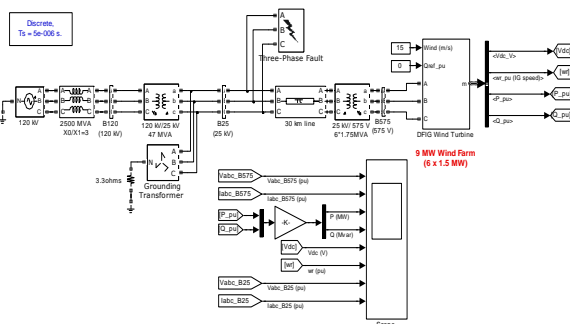 Discrete,
Ts = 5e-006 s.
A
B
C
Three-Phase Fault
15
Wind (m/s)
0
Qref_pu
A
B
C
m
DFIG Wind Turbine
<Vdc_V>
<wr_pu (IG speed)>
<P_pu>
<Q_pu>
[Vdc]
[wr]
[P_pu]
[Q_pu]
N
A
B
C
120 kV
A
B
C
A
B
C
2500 MVA
X0/X1=3
B120
(120 kV)
A
B
C
a
b
c
120 kV/25 kV
47 MVA
B25
(25 kV)
A
B
C
A
B
C
30 km line
A
B
C
a
b
c
25 kV/ 575 V
6*1.75MVA
B575
(575 V)
9 MW Wind Farm
(6 x 1.5 MW)
3.3ohms
N
A
B
C
Grounding
Transformer
Vabc_B575
Vabc_B575 (pu)
Iabc_B575
Iabc_B575 (pu)
[P_pu]
[Q_pu]
-K-
P (MW)
Q (Mvar)
[Vdc]
Vdc (V)
[wr]
wr (pu)
Vabc_B25
Vabc_B25 (pu)
Iabc_B25
Iabc_B25 (pu)